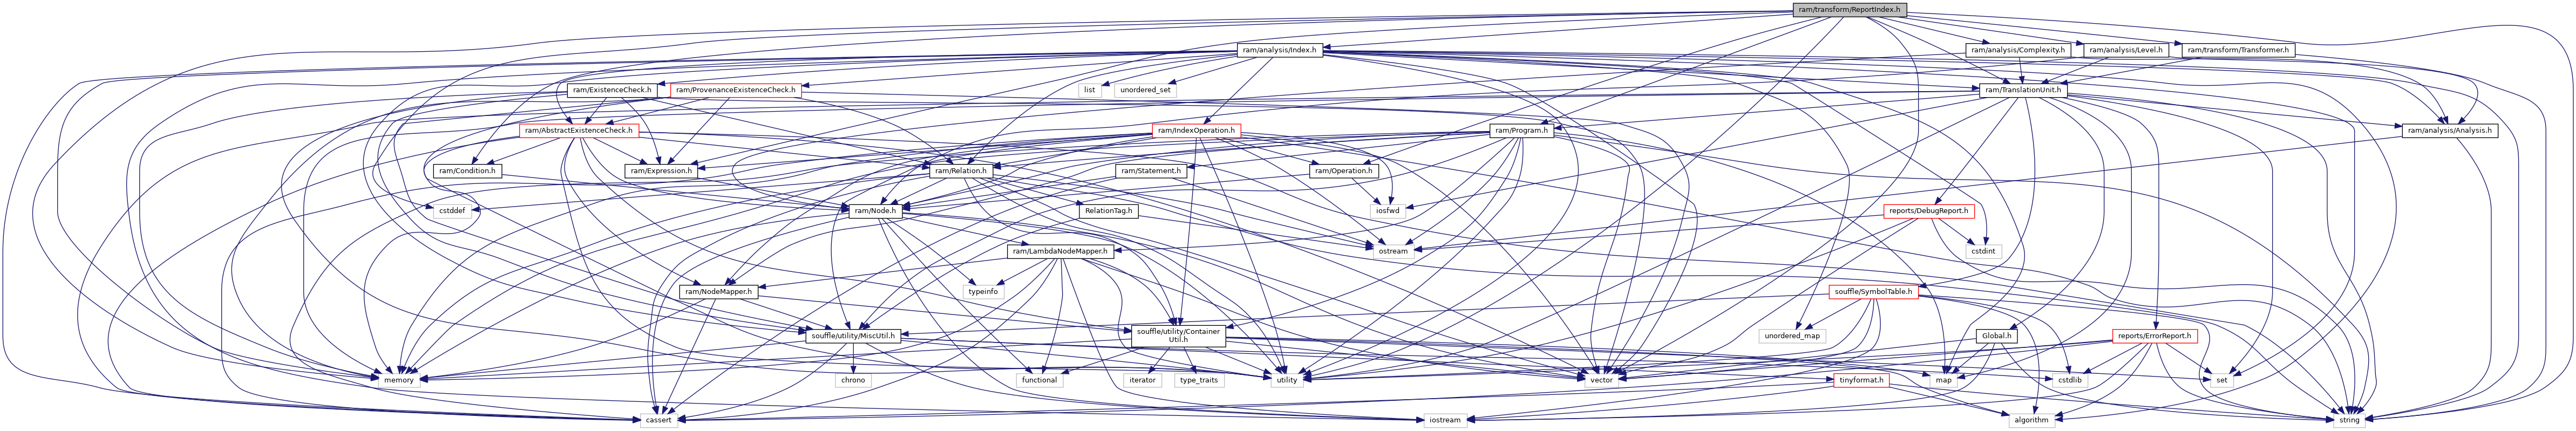 ram/transform/ReportIndex.h
ram/analysis/Index.h
ram/analysis/Complexity.h
ram/analysis/Level.h
ram/transform/Transformer.h
ram/ExistenceCheck.h
ram/ProvenanceExistenceCheck.h
list
unordered_set
ram/TranslationUnit.h
ram/AbstractExistenceCheck.h
ram/IndexOperation.h
ram/Program.h
ram/analysis/Analysis.h
ram/Condition.h
ram/Expression.h
ram/Relation.h
ram/Statement.h
ram/Operation.h
cstddef
ram/Node.h
RelationTag.h
iosfwd
reports/DebugReport.h
ram/LambdaNodeMapper.h
ostream
cstdint
ram/NodeMapper.h
typeinfo
souffle/SymbolTable.h
souffle/utility/MiscUtil.h
souffle/utility/Container
Util.h
unordered_map
Global.h
reports/ErrorReport.h
memory
chrono
functional
iterator
type_traits
utility
vector
tinyformat.h
map
cstdlib
set
cassert
iostream
algorithm
string